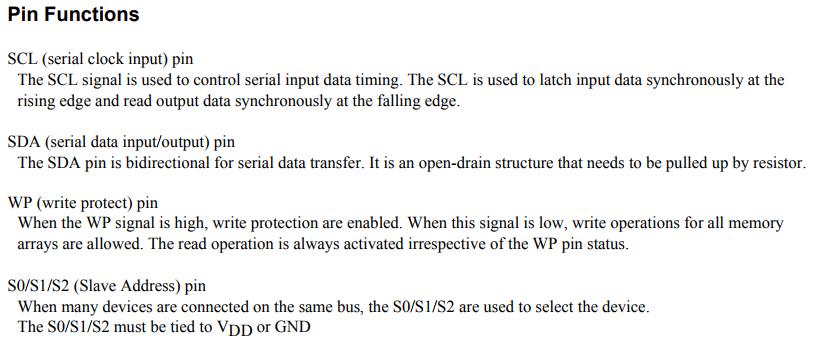 Pin Functions
SCL (serial clock input) pin
The SCL signal is used to control serial input data timing. The SCL is used to latch input data synchronously at the
rising edge and read output data synchronously at the falling edge.
SDA (serial data input/output) pin
The SDA pin is bidirectional for serial data transfer. It is an open-drain structure that needs to be pulled up by resistor.
WP (write protect) pin
When the WP signal is high, write protection are enabled. When this signal is low, write operations for all memory
arrays are allowed. The read operation is always activated irrespective of the WP pin status.
S0/S1/S2 (Slave Address) pin
When many devices are connected on the same bus, the S0/S1/S2 are used to select the device.
The S0/S1/S2 must be tied to VDD or GND